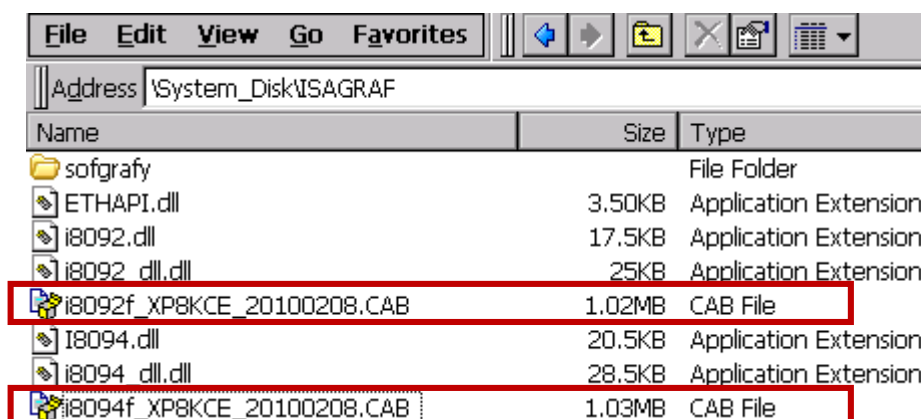 File Edit View Go Favorites
Address \System_Disk\ISAGRAF
Name Size Type
sofgrafy File Folder
ETHAPI.dll 3.50KB Application Extension
i8092.dll 17.5KB Application Extension
i8092_dll.dll 25KB Application Extension
i8092f_XP8KCE_20100208.CAB 1.02MB CAB File
I8094.dll 20.5KB Application Extension
i8094_dll.dll 28.5KB Application Extension
i8094f_XP8KCE_20100208.CAB 1.03MB CAB File